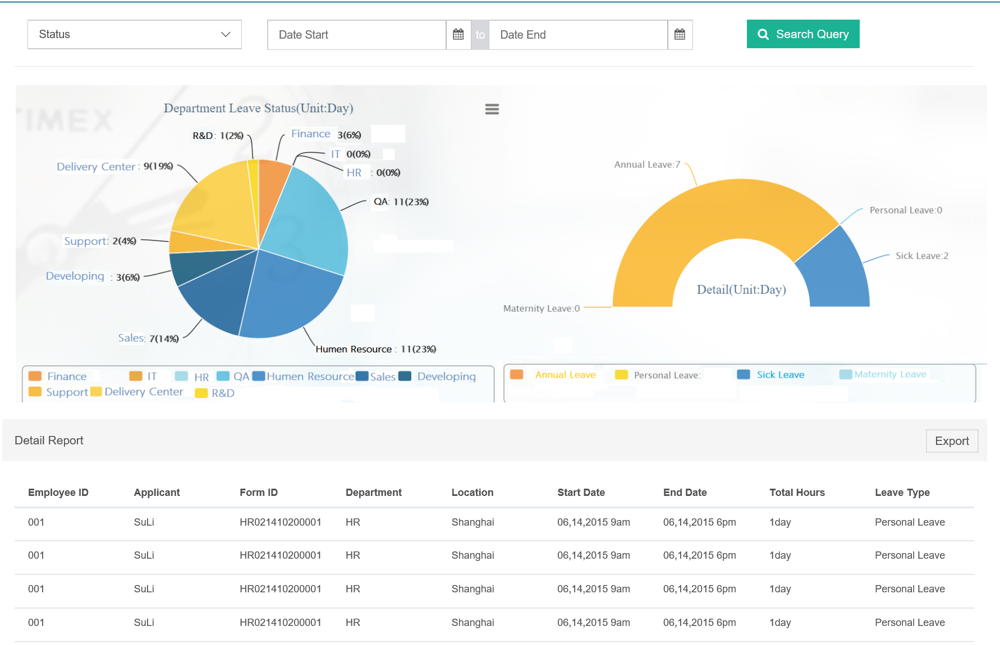 Status
Date Start
to
Date End
Search Query
TIMEX
Department Leave Status(Unit:Day)
R&D: 1(2%)
Finance 3(6%)
IT 0(0%)
HR : 0(0%)
Delivery Center : 9(19%)
QA: 11(23%)
Support: 2(4%)
Developing : 3(6%)
Sales: 7(14%)
Humen Resource : 11(23%)
Finance IT HR QA Humen Resource Sales Developing
Support Delivery Center R&D
Annual Leave:7
Personal Leave:0
Sick Leave:2
Detail(Unit:Day)
Maternity Leave:0
Annual Leave Personal Leave: Sick Leave Maternity Leave
Detail Report
Export
Employee ID Applicant Form ID Department Location Start Date End Date Total Hours Leave Type
001 SuLi HR021410200001 HR Shanghai 06,14,2015 9am 06,14,2015 6pm 1day Personal Leave
001 SuLi HR021410200001 HR Shanghai 06,14,2015 9am 06,14,2015 6pm 1day Personal Leave
001 SuLi HR021410200001 HR Shanghai 06,14,2015 9am 06,14,2015 6pm 1day Personal Leave
001 SuLi HR021410200001 HR Shanghai 06,14,2015 9am 06,14,2015 6pm 1day Personal Leave